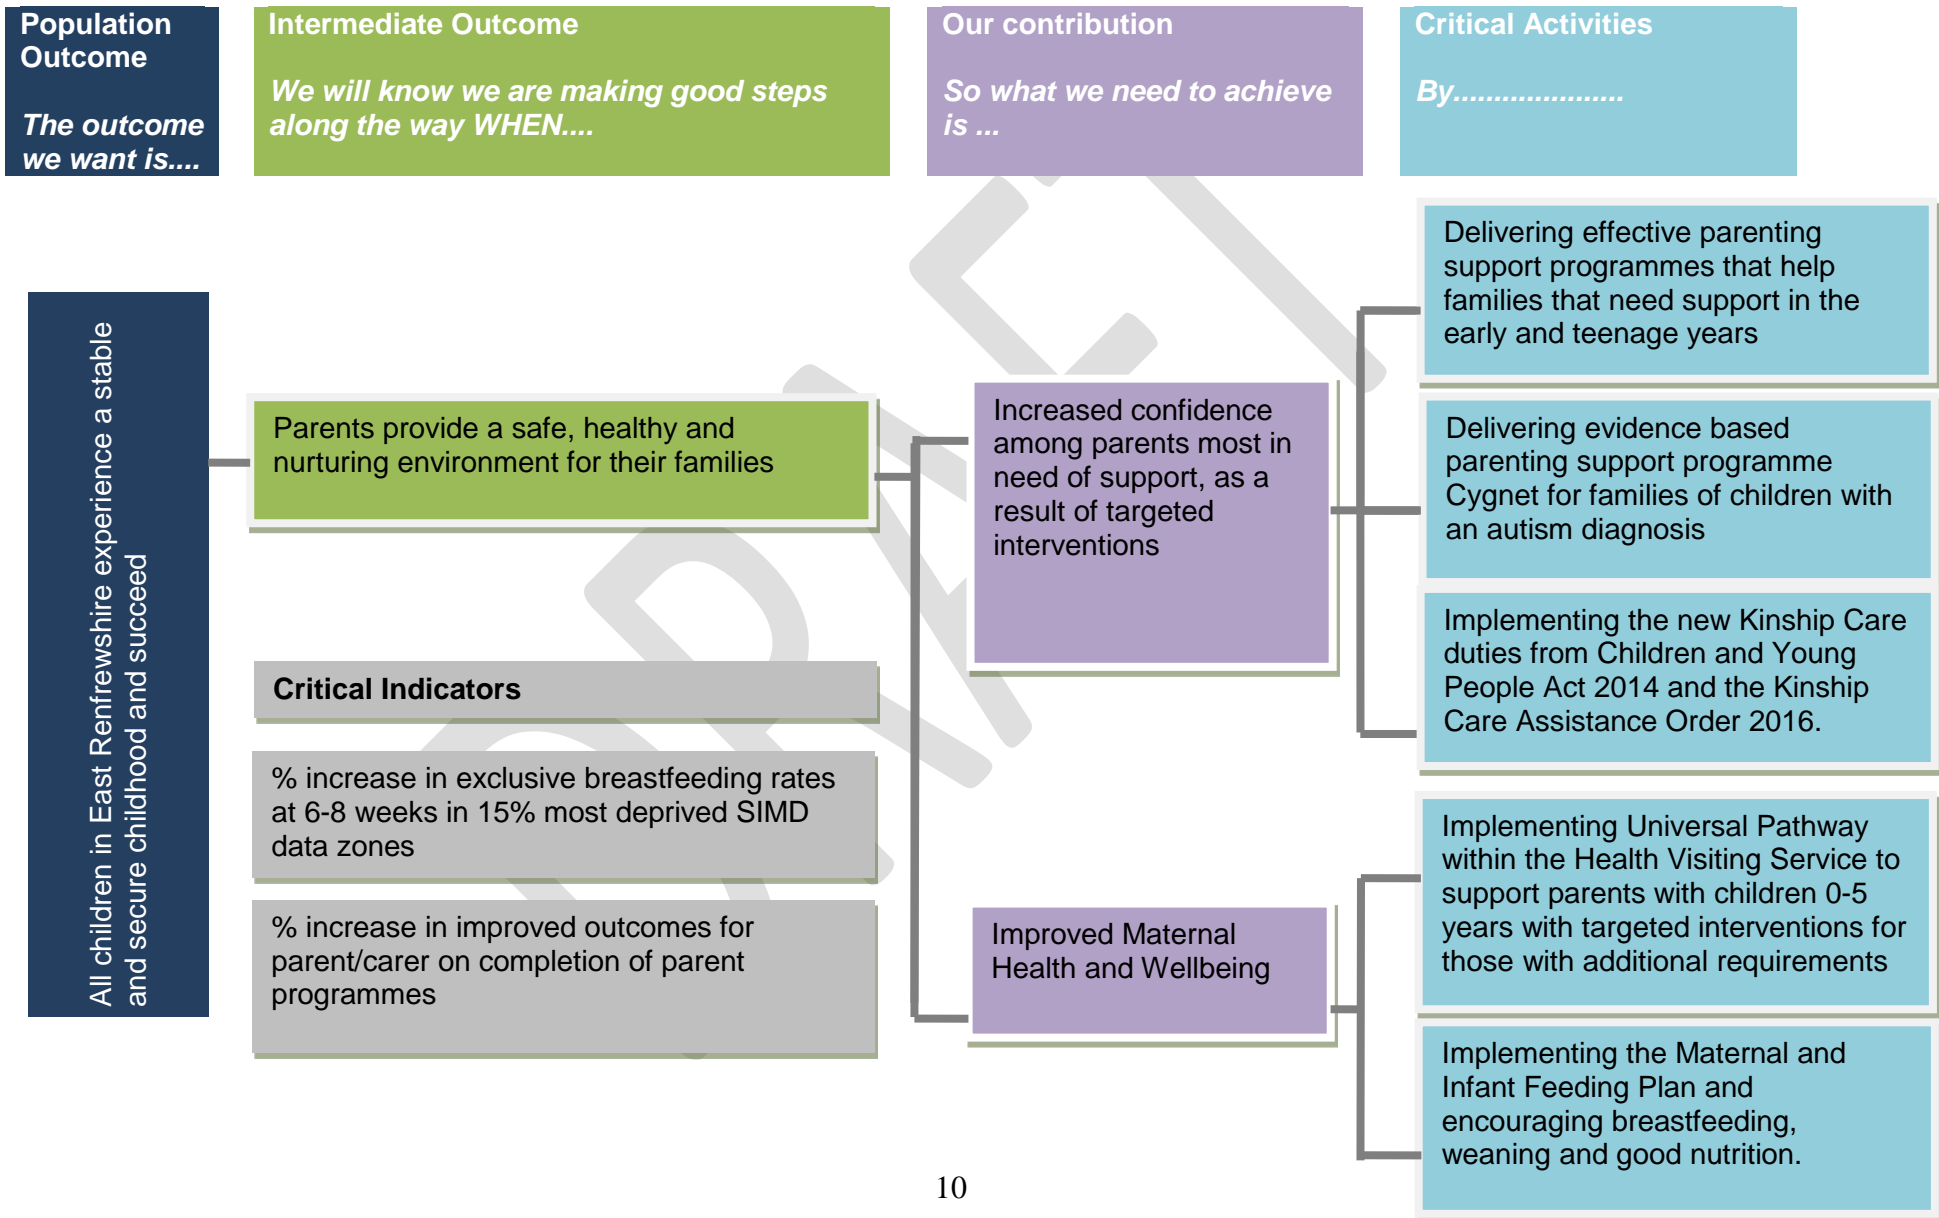 Population
Outcome
The outcome
we want is....
Intermediate Outcome
We will know we are making good steps
along the way WHEN....
Our contribution
So what we need to achieve
is ...
Critical Activities
By.....................
All children in East Renfrewshire experience a stable
and secure childhood and succeed
Parents provide a safe, healthy and
nurturing environment for their families
Critical Indicators
% increase in exclusive breastfeeding rates
at 6-8 weeks in 15% most deprived SIMD
data zones
% increase in improved outcomes for
parent/carer on completion of parent
programmes
Increased confidence
among parents most in
need of support, as a
result of targeted
interventions
Improved Maternal
Health and Wellbeing
Delivering effective parenting
support programmes that help
families that need support in the
early and teenage years
Delivering evidence based
parenting support programme
Cygnet for families of children with
an autism diagnosis
Implementing the new Kinship Care
duties from Children and Young
People Act 2014 and the Kinship
Care Assistance Order 2016.
Implementing Universal Pathway
within the Health Visiting Service to
support parents with children 0-5
years with targeted interventions for
those with additional requirements
Implementing the Maternal and
Infant Feeding Plan and
encouraging breastfeeding,
weaning and good nutrition.
DRAFT
10